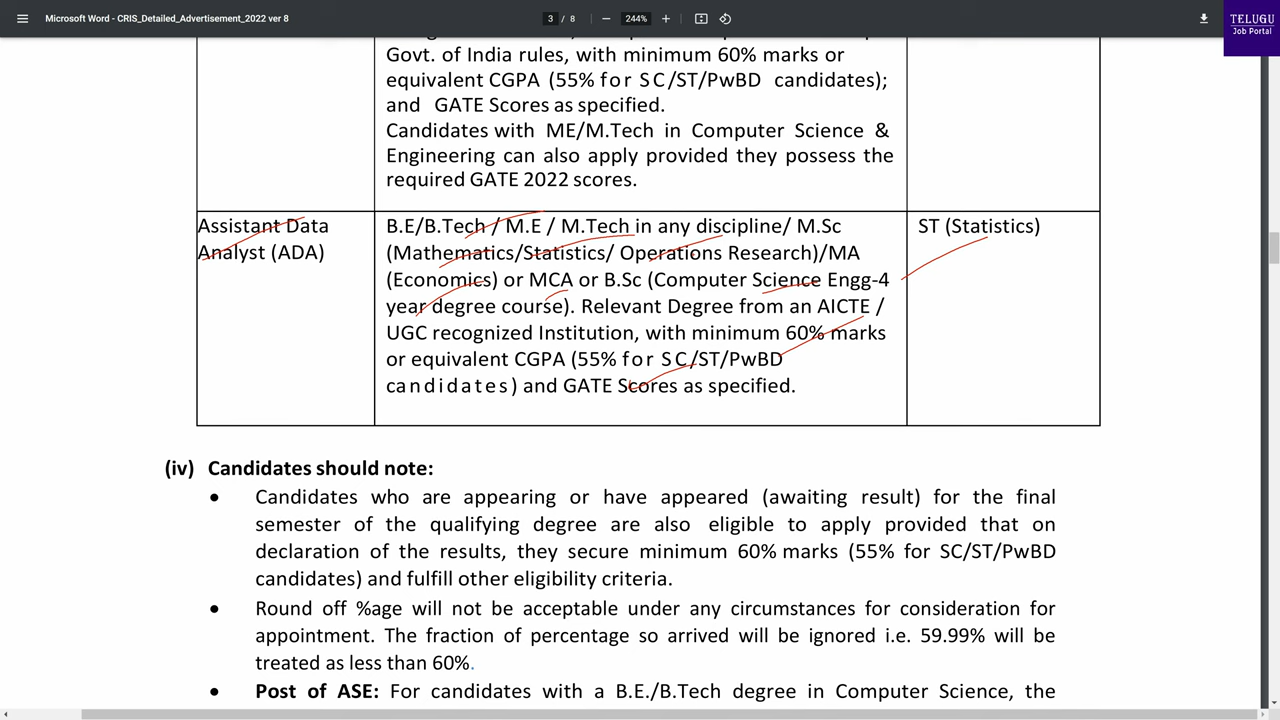 Microsoft Word - CRIS_Detailed_Advertisement_2022 ver 8
3 / 8
244%
TELUGU
Job Portal
Govt. of India rules, with minimum 60% marks or
equivalent CGPA (55% for SC/ST/PwBD candidates);
and GATE Scores as specified.
Candidates with ME/M.Tech in Computer Science &
Engineering can also apply provided they possess the
required GATE 2022 scores.
Assistant Data
Analyst (ADA)
B.E/B.Tech / M.E / M.Tech in any discipline/ M.Sc
(Mathematics/Statistics/ Operations Research)/MA
(Economics) or MCA or B.Sc (Computer Science Engg-4
year degree course). Relevant Degree from an AICTE /
UGC recognized Institution, with minimum 60% marks
or equivalent CGPA (55% for SC/ST/PwBD
candidates) and GATE Scores as specified.
ST (Statistics)
(iv) Candidates should note:
• Candidates who are appearing or have appeared (awaiting result) for the final
semester of the qualifying degree are also eligible to apply provided that on
declaration of the results, they secure minimum 60% marks (55% for SC/ST/PwBD
candidates) and fulfill other eligibility criteria.
• Round off %age will not be acceptable under any circumstances for consideration for
appointment. The fraction of percentage so arrived will be ignored i.e. 59.99% will be
treated as less than 60%.
• Post of ASE: For candidates with a B.E./B.Tech degree in Computer Science, the